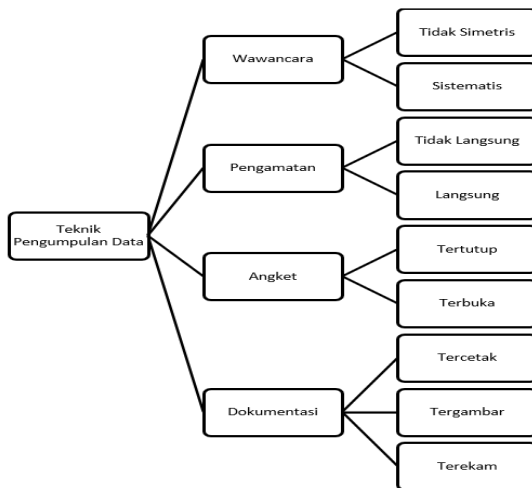 Teknik
Pengumpulan Data
Wawancara
Tidak Simetris
Sistematis
Pengamatan
Tidak Langsung
Langsung
Angket
Tertutup
Terbuka
Dokumentasi
Tercetak
Tergambar
Terekam